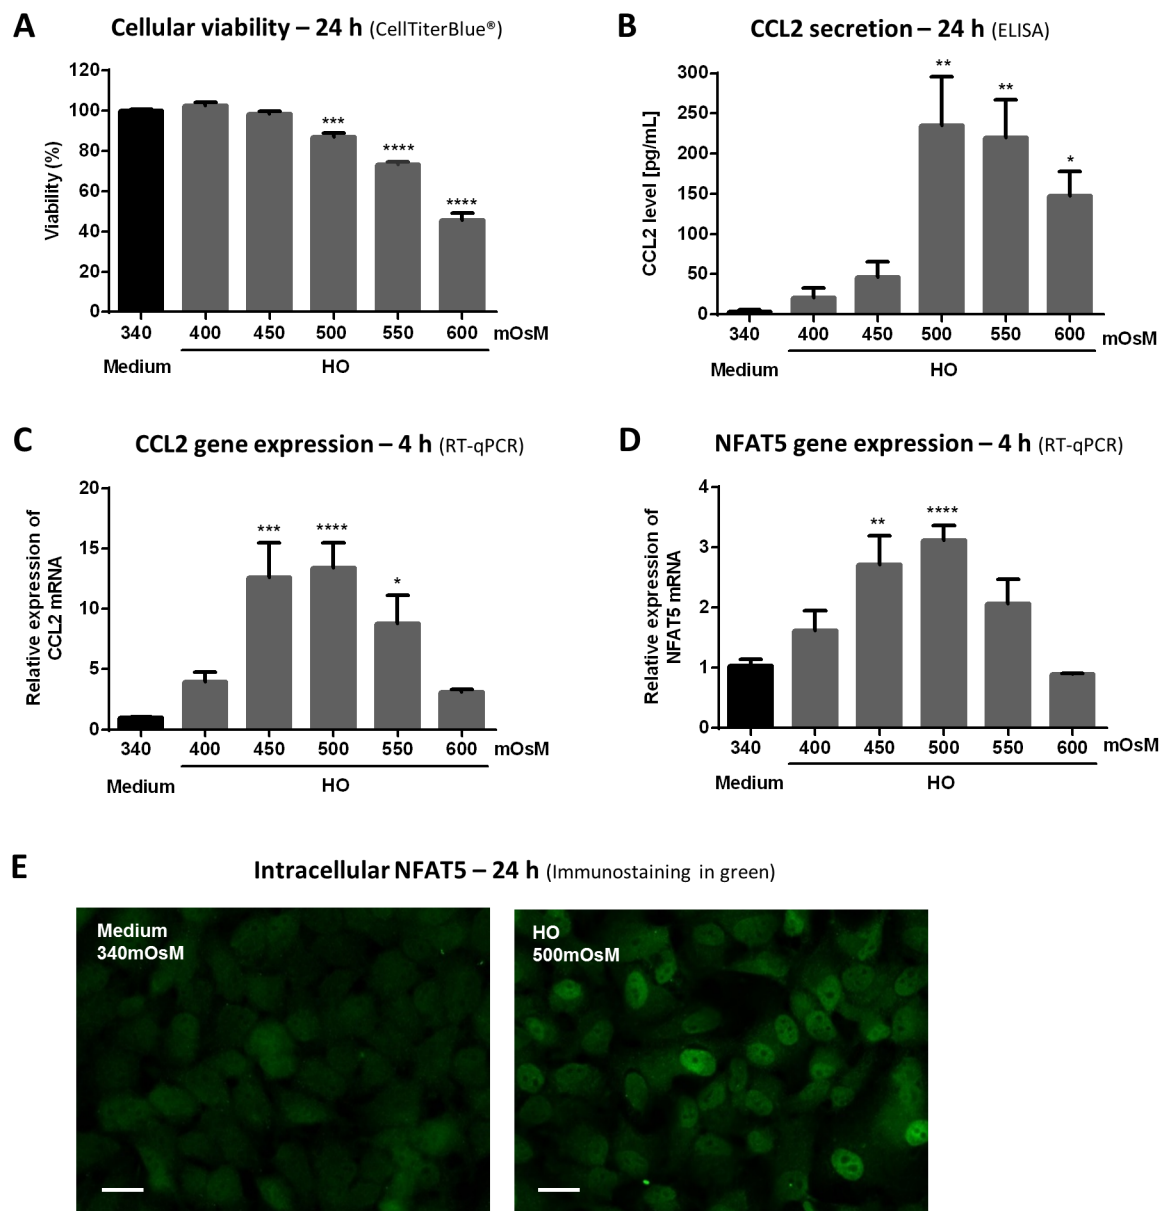 A Cellular viability – 24 h (CellTiterBlue®)
Viability (%)
120
100
80
60
40
20
0
***
****
****
340 400 450 500 550 600 mOsM
Medium HO
B CCL2 secretion – 24 h (ELISA)
CCL2 level [pg/mL]
300
250
200
150
100
50
0
**
**
*
340 400 450 500 550 600 mOsM
Medium HO
C CCL2 gene expression – 4 h (RT-qPCR)
Relative expression of
CCL2 mRNA
20
15
10
5
0
***
****
*
340 400 450 500 550 600 mOsM
Medium HO
D NFAT5 gene expression – 4 h (RT-qPCR)
Relative expression of
NFAT5 mRNA
4
3
2
1
0
**
****
340 400 450 500 550 600 mOsM
Medium HO
E Intracellular NFAT5 – 24 h (Immunostaining in green)
Medium
340mOsM
HO
500mOsM